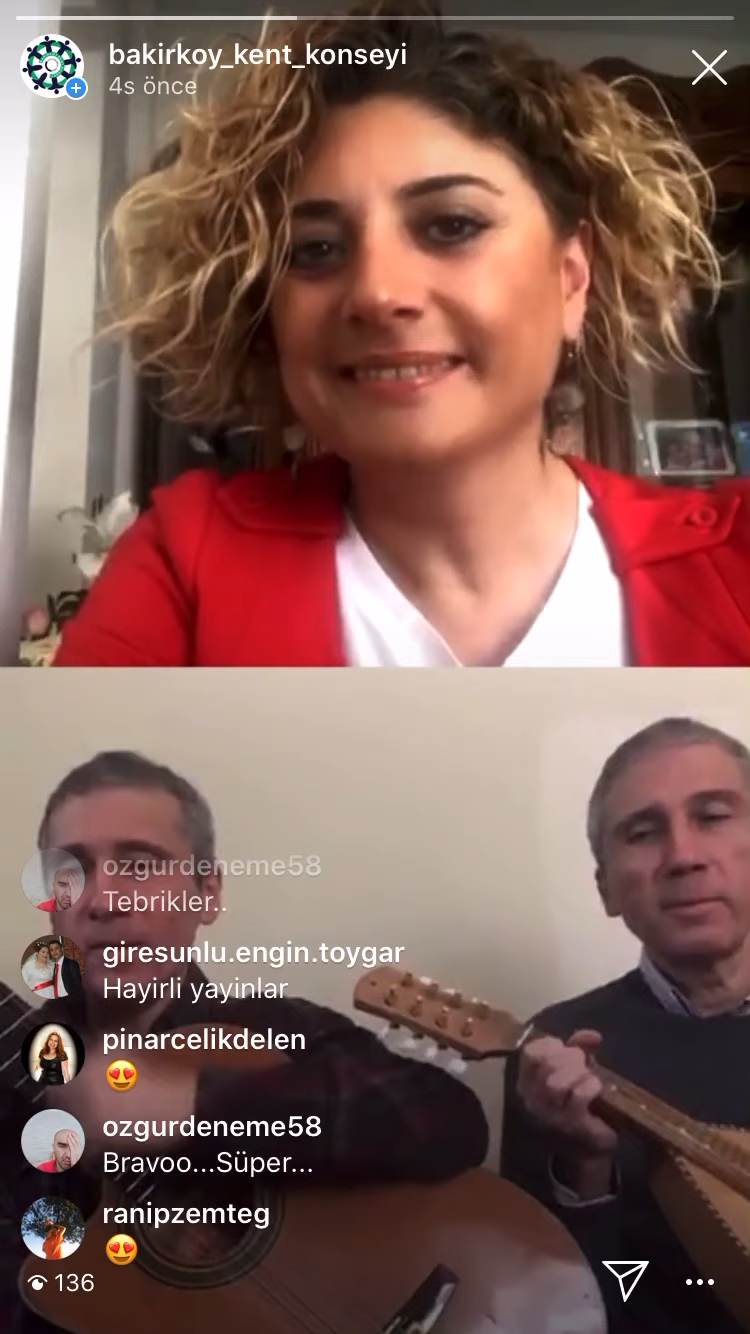 bakirkoy_kent_konseyi
4s önce
ozgurdeneme58
Tebrikler..
giresunlu.engin.toygar
Hayirli yayinlar
pinarcelikdelen
😍
ozgurdeneme58
Bravoo...Süper...
ranipzemteg
😍
136